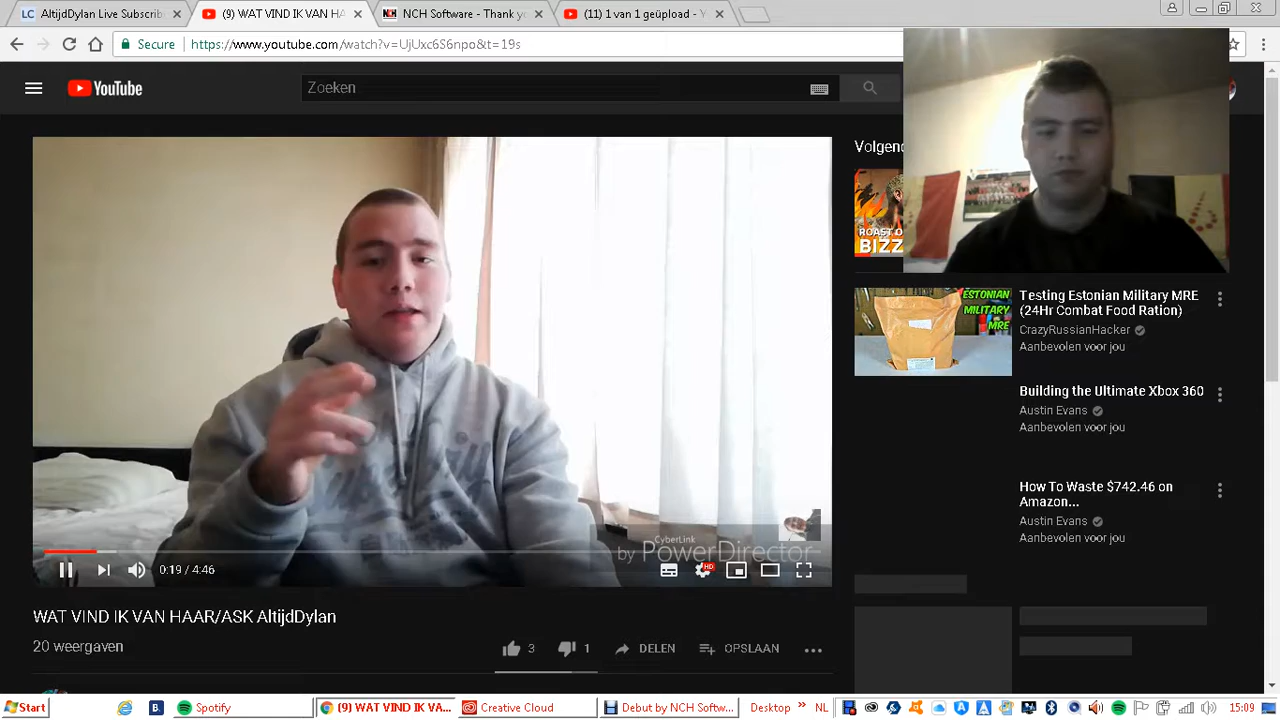 AltijdDylan Live Subscrib
(9) WAT VIND IK VAN HA
NCH Software - Thank y
(11) 1 van 1 geüpload - Y
Secure
https://www.youtube.com/watch?v=UjUxc6S6npo&t=19s
YouTube
Zoeken
Volgend
ROAST O
BIZZ
ESTONIAN
MILITARY
MRE
Testing Estonian Military MRE
(24Hr Combat Food Ration)
CrazyRussianHacker
Aanbevolen voor jou
Building the Ultimate Xbox 360
Austin Evans
Aanbevolen voor jou
How To Waste $742.46 on
Amazon...
Austin Evans
Aanbevolen voor jou
CyberLink
by PowerDirector
0:19 / 4:46
HD
WAT VIND IK VAN HAAR/ASK AltijdDylan
20 weergaven
3
1
DELEN
OPSLAAN
Start
Spotify
(9) WAT VIND IK VA...
Creative Cloud
Debut by NCH Softw...
Desktop
NL
15:09